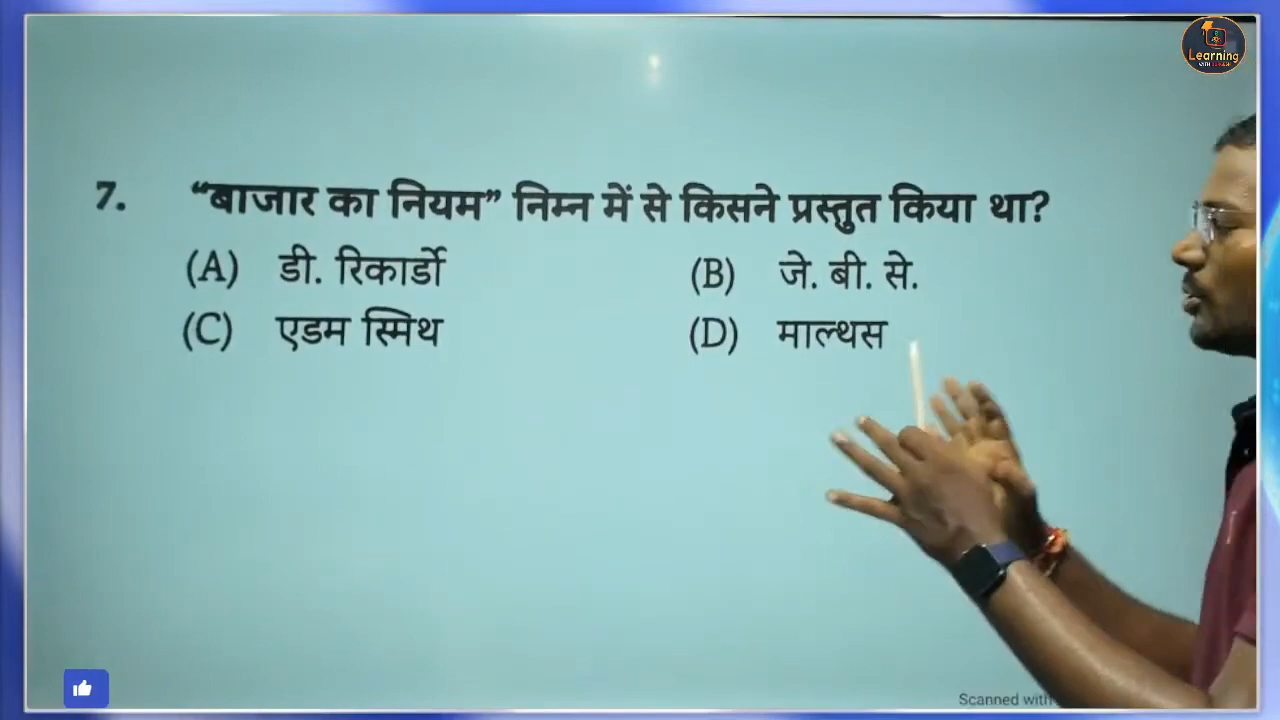 Learning
7. “बाजार का नियम” निम्न में से किसने प्रस्तुत किया था?
(A) डी. रिकार्डो (B) जे. बी. से.
(C) एडम स्मिथ (D) माल्थस
Scanned with